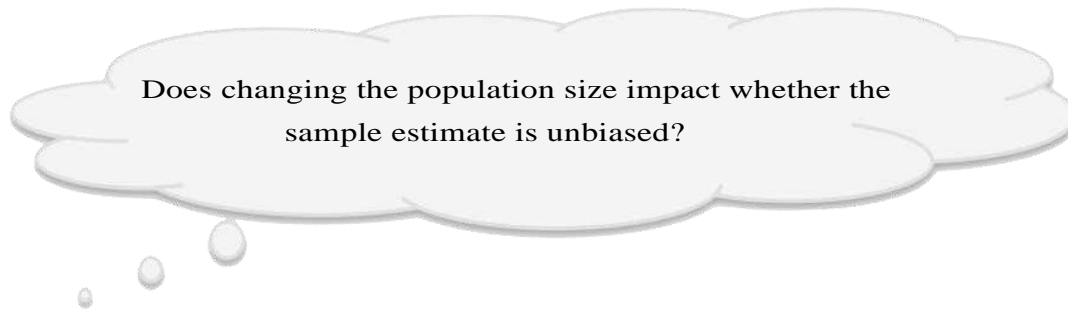 Does changing the population size impact whether the
sample estimate is unbiased?